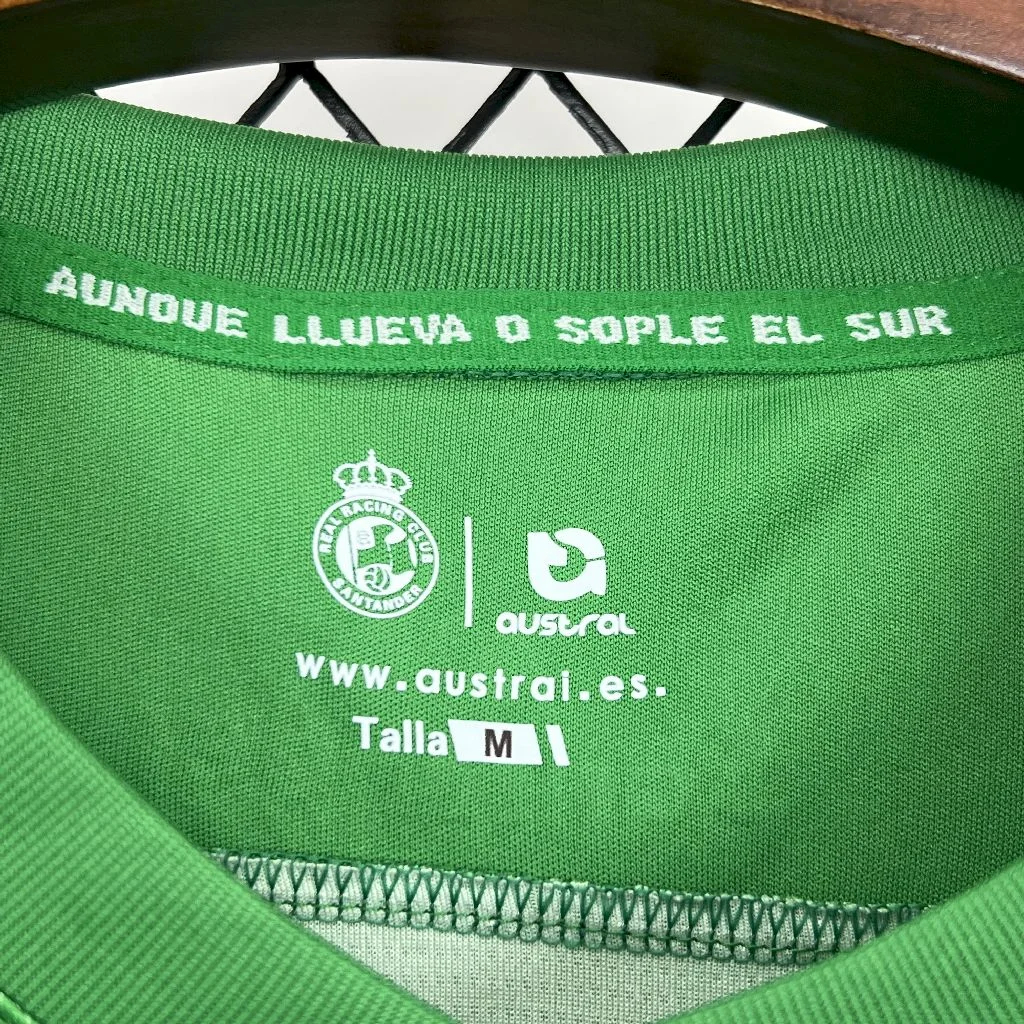 AUNQUE LLUEVA O SOPLE EL SUR
REAL RACING CLUB
SANTANDER
austral
www.austral.es.
Talla M